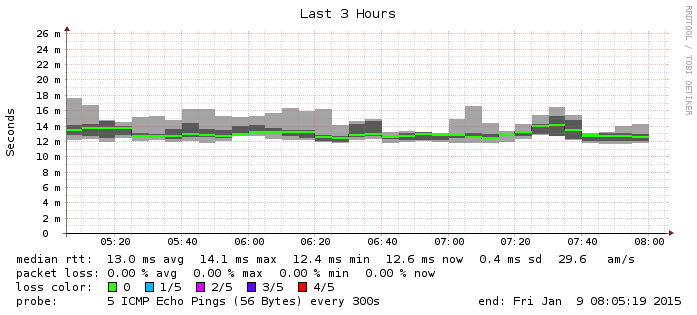 Last 3 Hours
RRDTOOL / TOBI OETIKER
Seconds
26 m
24 m
22 m
20 m
18 m
16 m
14 m
12 m
10 m
8 m
6 m
4 m
2 m
0
05:20 05:40 06:00 06:20 06:40 07:00 07:20 07:40 08:00
median rtt: 13.0 ms avg 14.1 ms max 12.4 ms min 12.6 ms now 0.4 ms sd 29.6 am/s
packet loss: 0.00 % avg 0.00 % max 0.00 % min 0.00 % now
loss color: 0 1/5 2/5 3/5 4/5
probe: 5 ICMP Echo Pings (56 Bytes) every 300s end: Fri Jan 9 08:05:19 2015